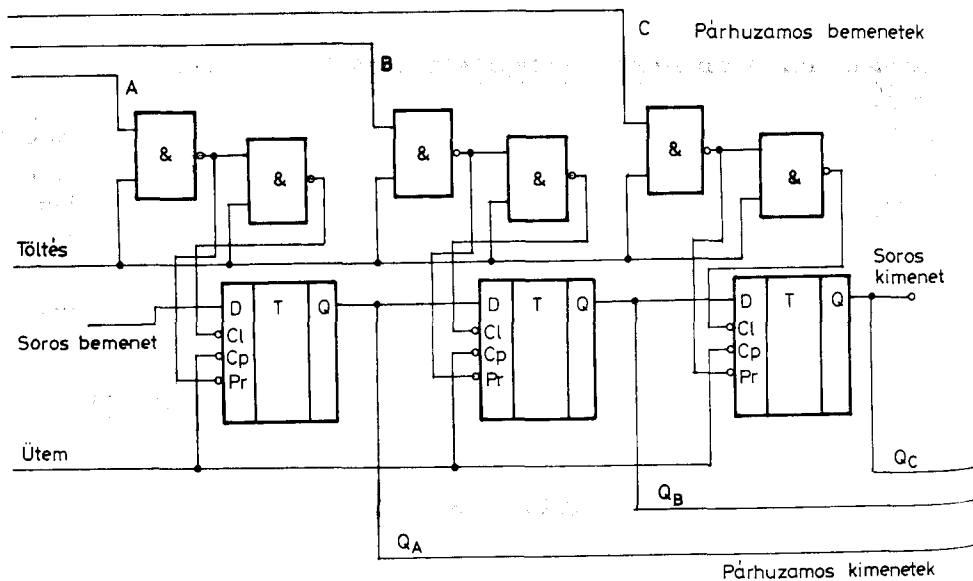 C Párhuzamos bemenetek
B
A
& & & & & &
Töltés
Soros kimenet
D T Q D T Q D T Q
Soros bemenet
Cl Cl Cl
Cp Cp Cp
Pr Pr Pr
Ütem
QC
QB
QA
Párhuzamos kimenetek